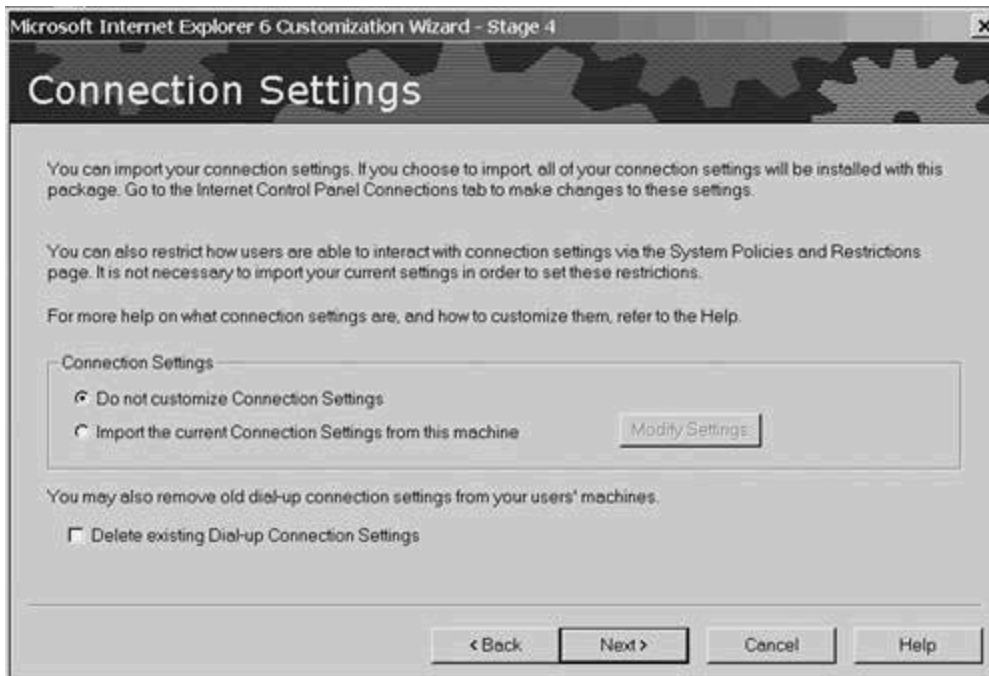 Microsoft Internet Explorer 6 Customization Wizard - Stage 4
Connection Settings
You can import your connection settings. If you choose to import, all of your connection settings will be installed with this
package. Go to the Internet Control Panel Connections tab to make changes to these settings.
You can also restrict how users are able to interact with connection settings via the System Policies and Restrictions
page. It is not necessary to import your current settings in order to set these restrictions.
For more help on what connection settings are, and how to customize them, refer to the Help.
Connection Settings
Do not customize Connection Settings
Import the current Connection Settings from this machine
Modify Settings
You may also remove old dial-up connection settings from your users' machines.
Delete existing Dial-up Connection Settings
< Back
Next >
Cancel
Help